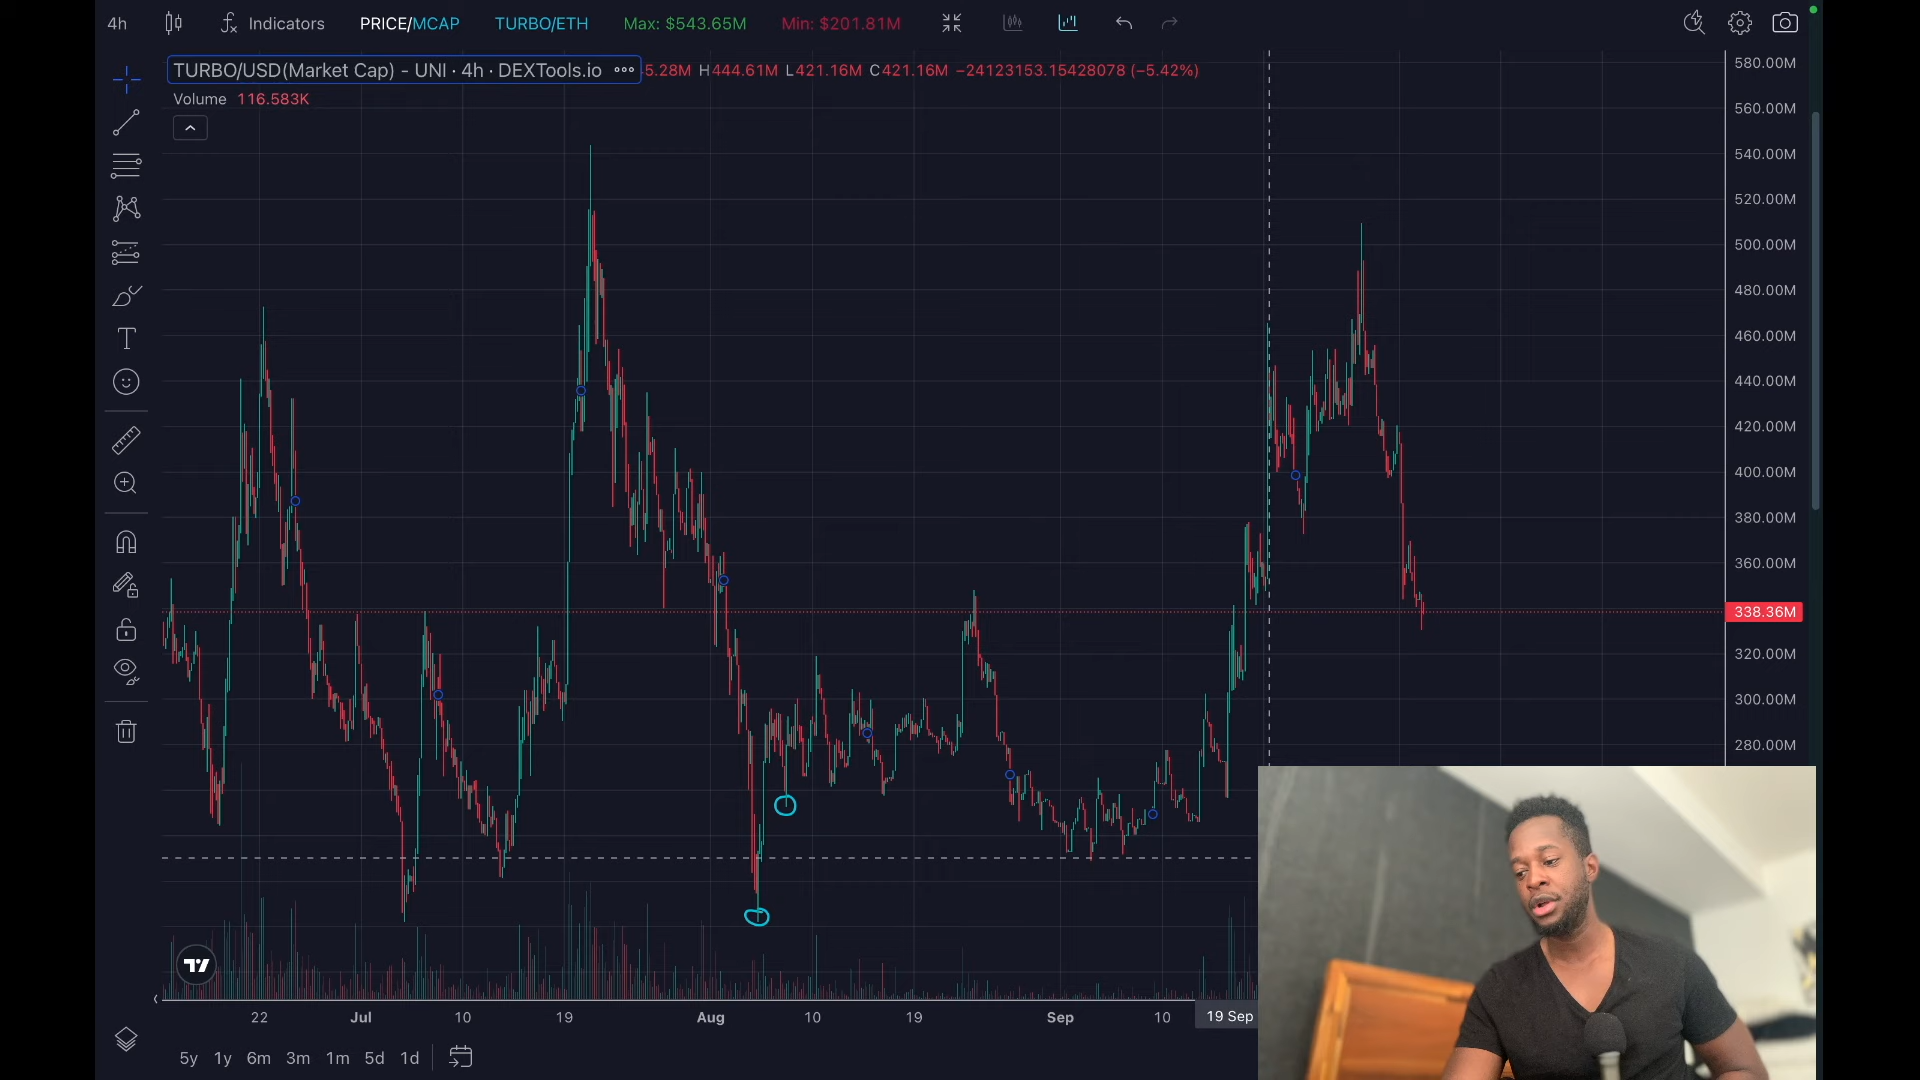 4h Indicators PRICE/MCAP TURBO/ETH Max: $543.65M Min: $201.81M
TURBO/USD(Market Cap) - UNI · 4h · DEXTools.io 5.28M H444.61M L421.16M C421.16M −24123153.15428078 (−5.42%)
Volume 116.583K
580.00M
560.00M
540.00M
520.00M
500.00M
480.00M
460.00M
440.00M
420.00M
400.00M
380.00M
360.00M
338.36M
320.00M
300.00M
280.00M
22 Jul 10 19 Aug 10 19 Sep 10 19 Sep
5y 1y 6m 3m 1m 5d 1d